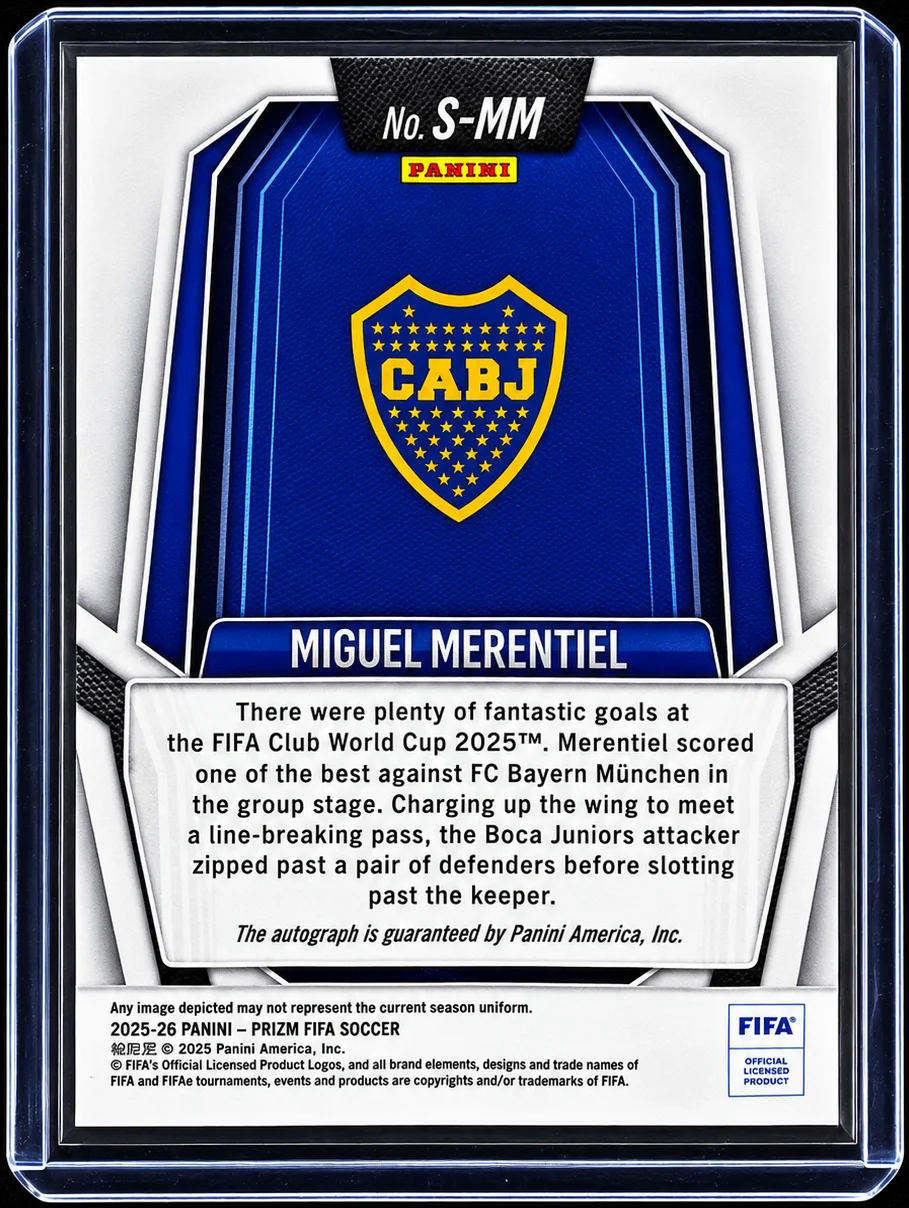 No. S-MM
PANINI
CABJ
MIGUEL MERENTIEL
There were plenty of fantastic goals at
the FIFA Club World Cup 2025™. Merentiel scored
one of the best against FC Bayern München in
the group stage. Charging up the wing to meet
a line-breaking pass, the Boca Juniors attacker
zipped past a pair of defenders before slotting
past the keeper.
The autograph is guaranteed by Panini America, Inc.
Any image depicted may not represent the current season uniform.
2025-26 PANINI – PRIZM FIFA SOCCER
© 2025 Panini America, Inc.
© FIFA's Official Licensed Product Logos, and all brand elements, designs and trade names of
FIFA and FIFAe tournaments, events and products are copyrights and/or trademarks of FIFA.
FIFA®
OFFICIAL
LICENSED
PRODUCT